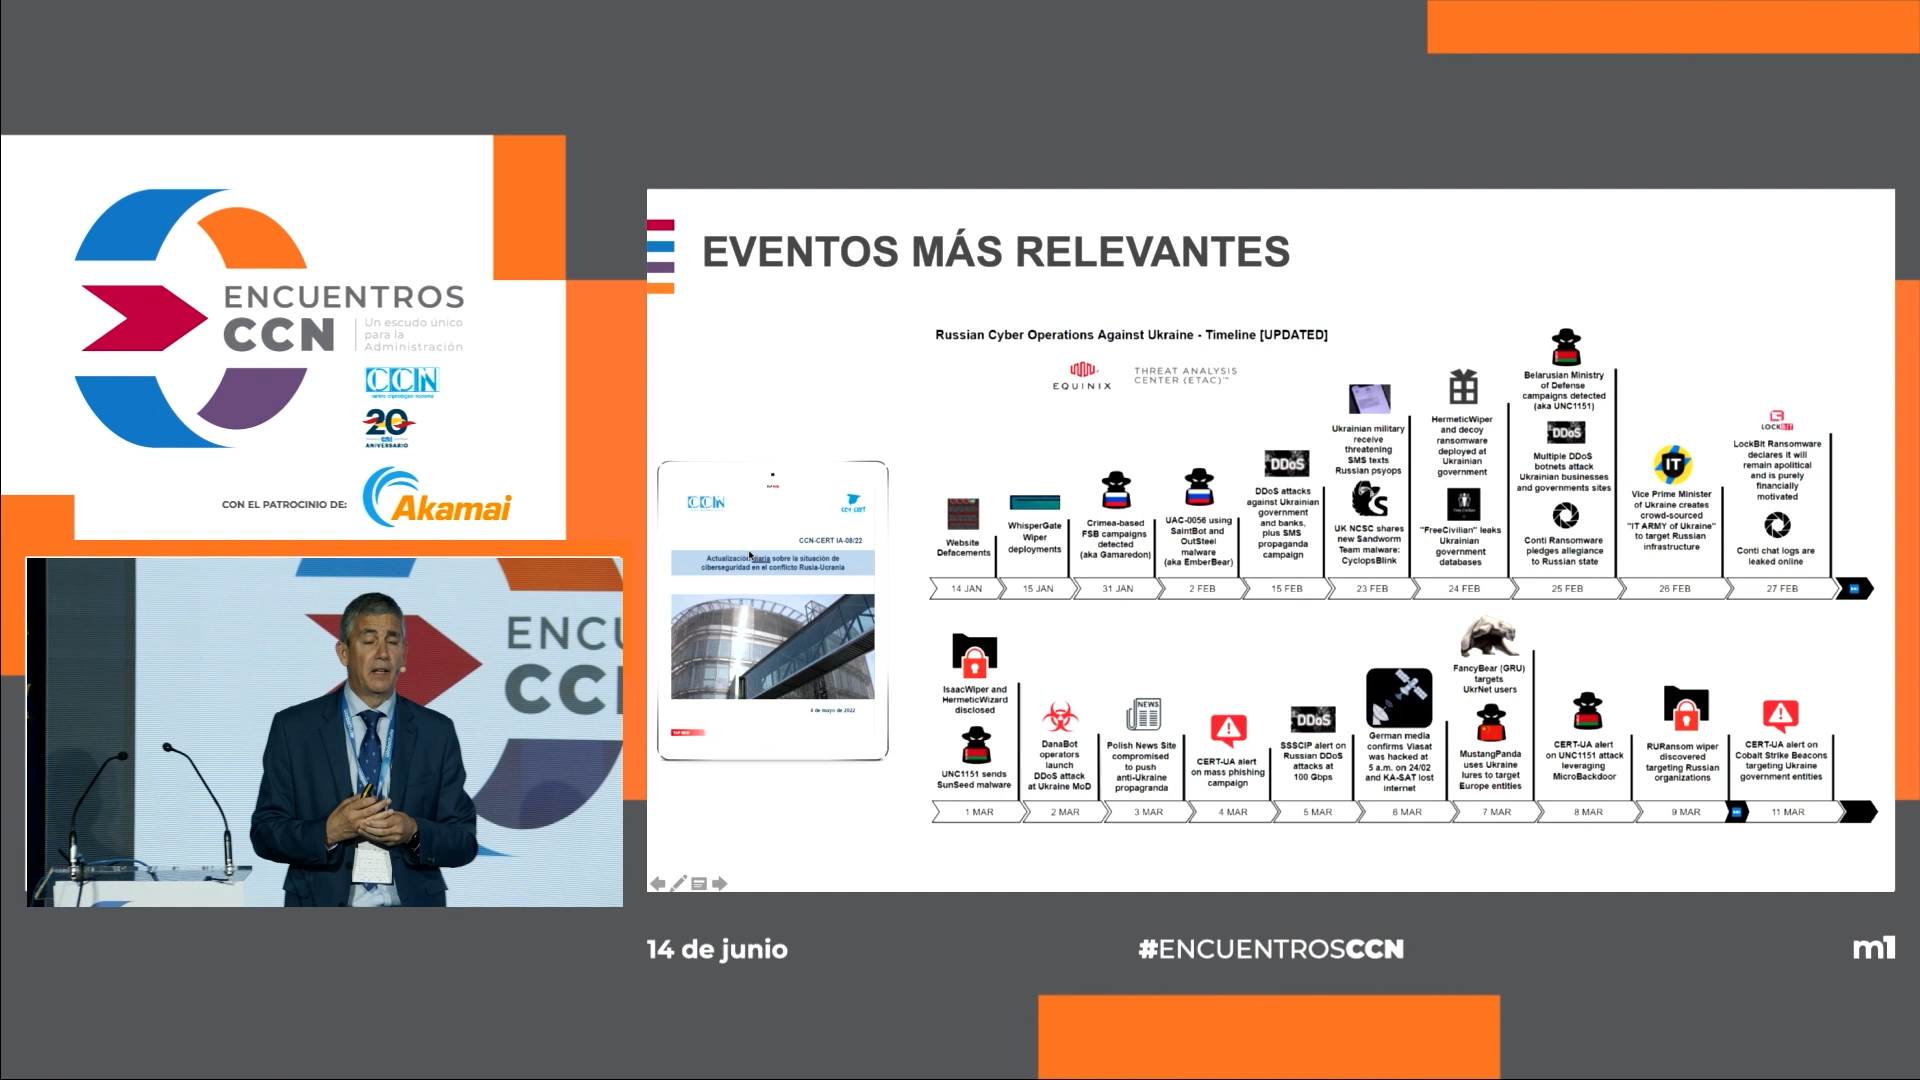 ENCUENTROS
CCN
Un escudo único
para la
Administración
CCN
centro criptológico nacional
20
ANIVERSARIO
CON EL PATROCINIO DE:
Akamai
ENCU
CCN
EVENTOS MÁS RELEVANTES
Russian Cyber Operations Against Ukraine - Timeline [UPDATED]
EQUINIX
THREAT ANALYSIS
CENTER (ETAC)™
CCN
ccn-cert
CCN-CERT IA-08/22
Actualización diaria sobre la situación de
ciberseguridad en el conflicto Rusia-Ucrania
4 de mayo de 2022
Website
Defacements
14 JAN
WhisperGate
Wiper
deployments
15 JAN
Crimea-based
FSB campaigns
detected
(aka Gamaredon)
31 JAN
UAC-0056 using
SaintBot and
OutSteel
malware
(aka EmberBear)
2 FEB
DDoS
DDoS attacks
against Ukrainian
government
and banks,
plus SMS
propaganda
campaign
15 FEB
Ukrainian military
receive
threatening
SMS texts
Russian psyops
UK NCSC shares
new Sandworm
Team malware:
CyclopsBlink
23 FEB
HermeticWiper
and decoy
ransomware
deployed at
Ukrainian
government
"FreeCivilian" leaks
Ukrainian
government
databases
24 FEB
Belarusian Ministry
of Defense
campaigns detected
(aka UNC1151)
DDoS
Multiple DDoS
botnets attack
Ukrainian businesses
and governments sites
Conti Ransomware
pledges allegiance
to Russian state
25 FEB
IT
Vice Prime Minister
of Ukraine creates
crowd-sourced
"IT ARMY of Ukraine"
to target Russian
infrastructure
26 FEB
LOCKBIT
LockBit Ransomware
declares it will
remain apolitical
and is purely
financially
motivated
Conti chat logs are
leaked online
27 FEB
IsaacWiper and
HermeticWizard
disclosed
UNC1151 sends
SunSeed malware
1 MAR
DanaBot
operators
launch
DDoS attack
at Ukraine MoD
2 MAR
NEWS
Polish News Site
compromised
to push
anti-Ukraine
propragranda
3 MAR
CERT-UA alert
on mass phishing
campaign
4 MAR
DDoS
SSSCIP alert on
Russian DDoS
attacks at
100 Gbps
5 MAR
German media
confirms Viasat
was hacked at
5 a.m. on 24/02
and KA-SAT lost
internet
6 MAR
FancyBear (GRU)
targets
UkrNet users
MustangPanda
uses Ukraine
lures to target
Europe entities
7 MAR
CERT-UA alert
on UNC1151 attack
leveraging
MicroBackdoor
8 MAR
RURansom wiper
discovered
targeting Russian
organizations
9 MAR
CERT-UA alert on
Cobalt Strike Beacons
targeting Ukraine
government entities
11 MAR
14 de junio
#ENCUENTROSCCN
m1